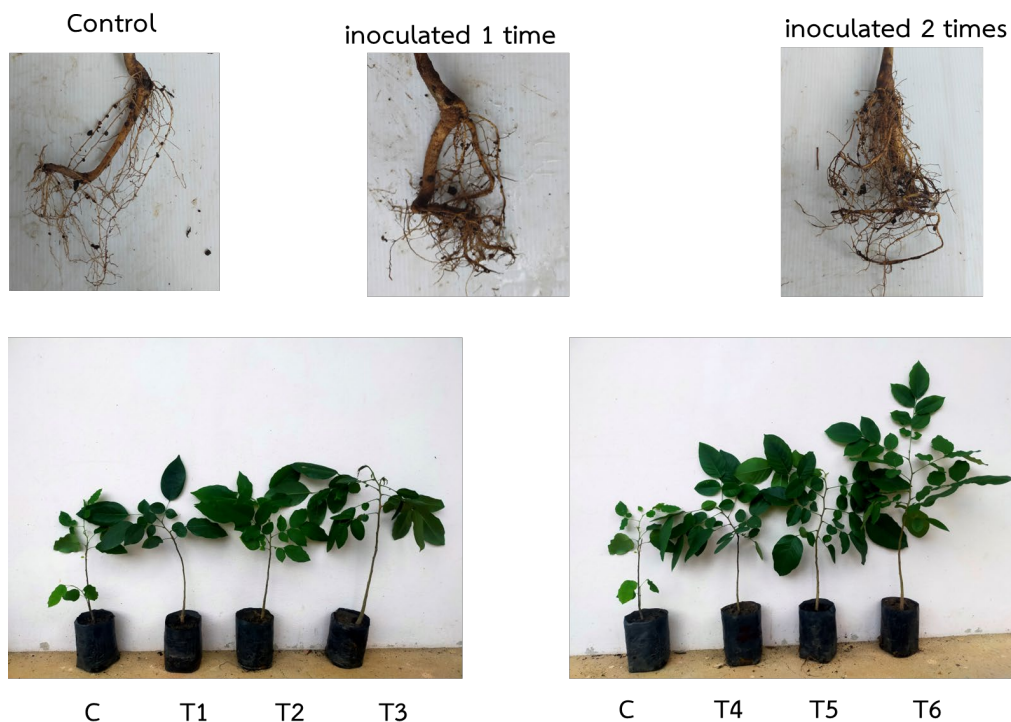 Control
inoculated 1 time
inoculated 2 times
C T1 T2 T3
C T4 T5 T6